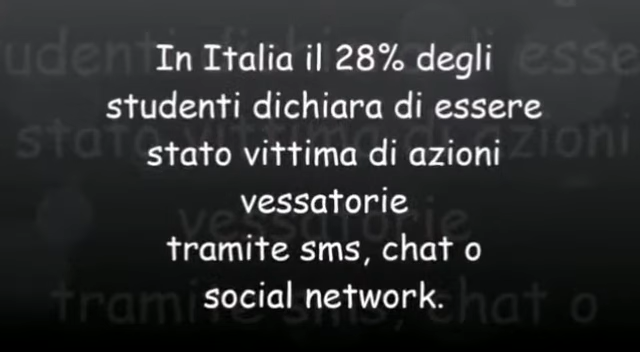 In Italia il 28% degli
studenti dichiara di essere
stato vittima di azioni
vessatorie
tramite sms, chat o
social network.